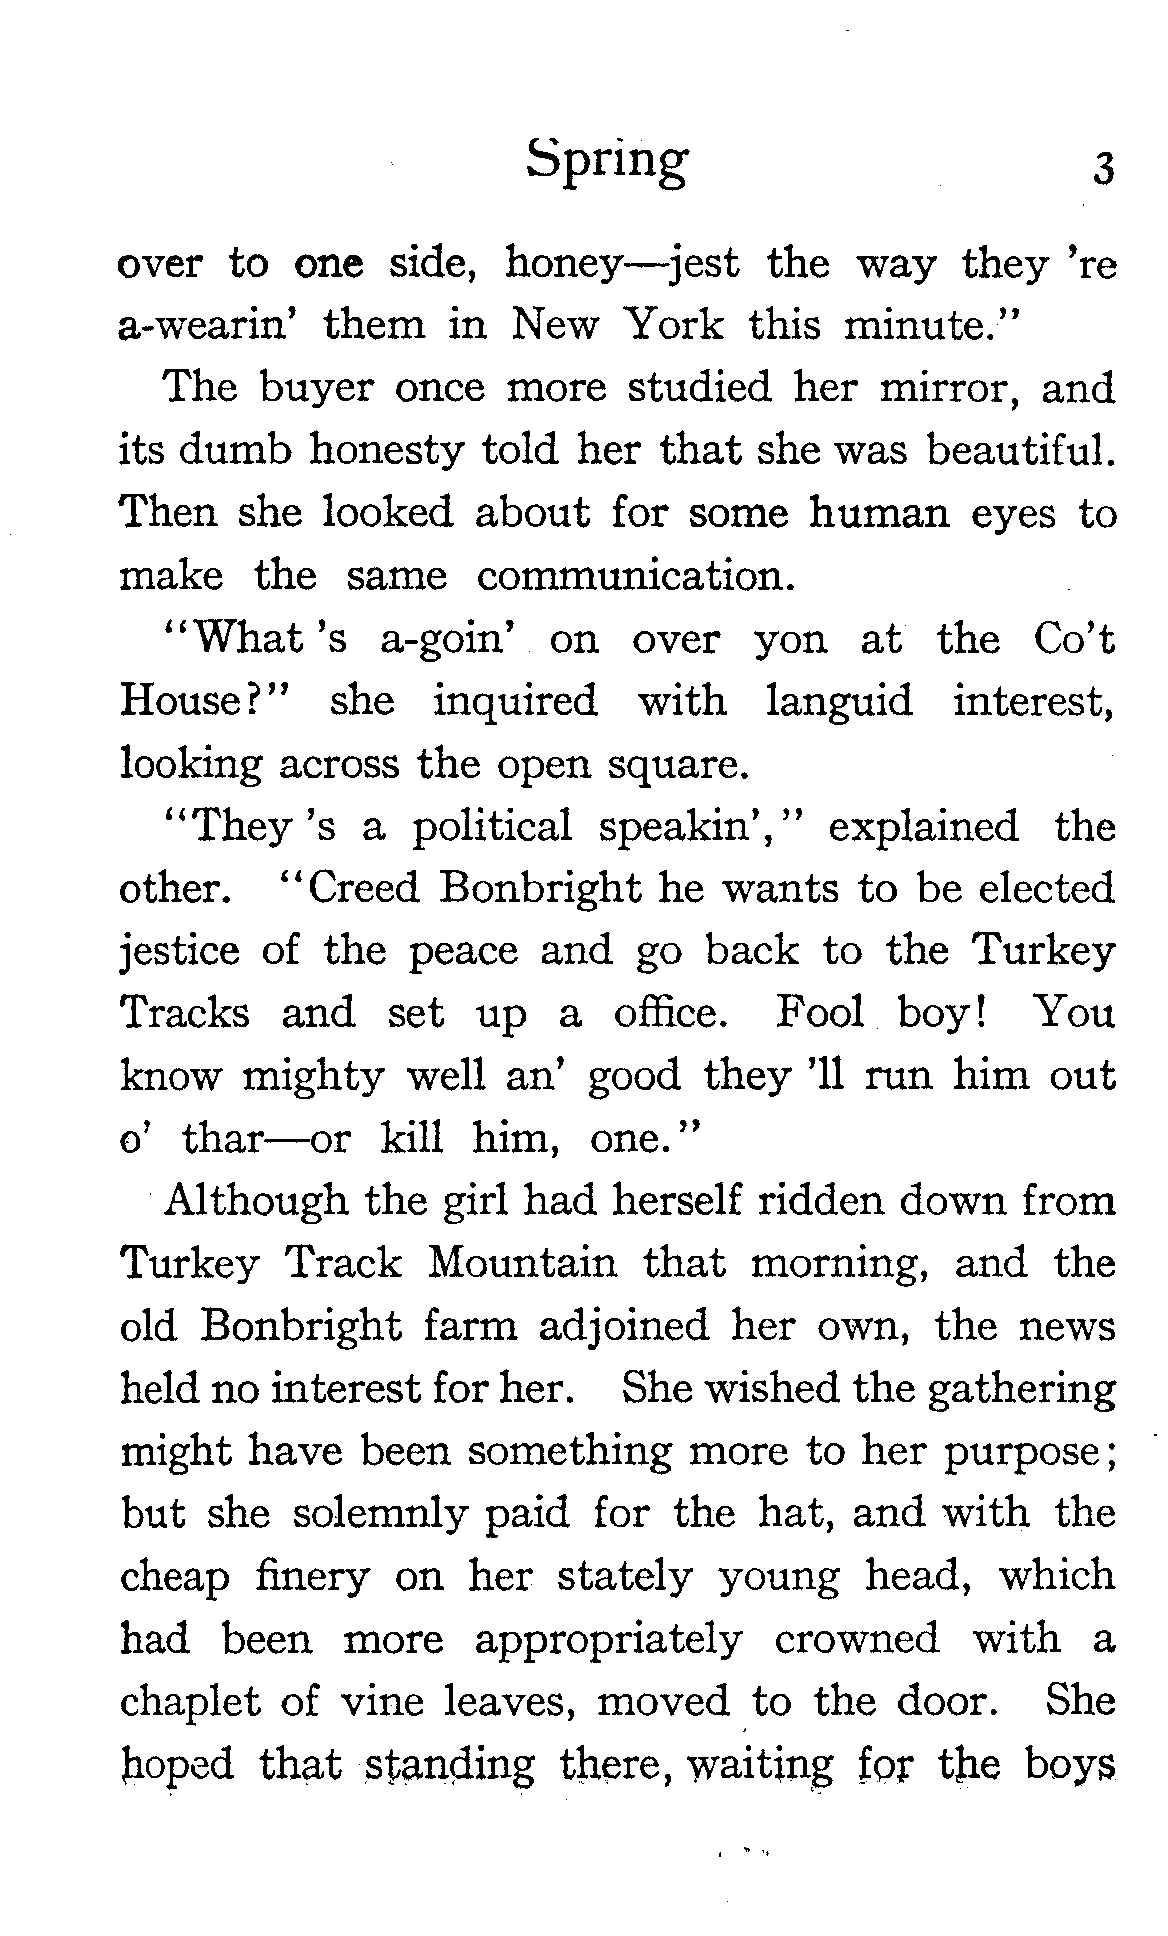 Spring 3
over to one side, honey—jest the way they 're
a-wearin' them in New York this minute."
The buyer once more studied her mirror, and
its dumb honesty told her that she was beautiful.
Then she looked about for some human eyes to
make the same communication.
"What 's a-goin' on over yon at the Co't
House?" she inquired with languid interest,
looking across the open square.
"They 's a political speakin'," explained the
other. "Creed Bonbright he wants to be elected
jestice of the peace and go back to the Turkey
Tracks and set up a office. Fool boy! You
know mighty well an' good they 'll run him out
o' thar—or kill him, one."
Although the girl had herself ridden down from
Turkey Track Mountain that morning, and the
old Bonbright farm adjoined her own, the news
held no interest for her. She wished the gathering
might have been something more to her purpose;
but she solemnly paid for the hat, and with the
cheap finery on her stately young head, which
had been more appropriately crowned with a
chaplet of vine leaves, moved to the door. She
hoped that standing there, waiting for the boys